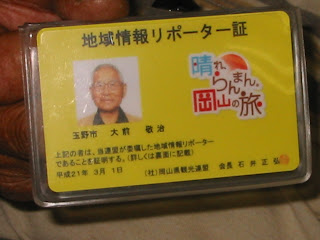 地域情報リポーター証
晴れ
らんまん。
岡山の旅
玉野市　大前　敬治
上記の者は、当連盟が委嘱した地域情報リポーター
であることを証明する。(詳しくは裏面に記載)
平成21年 3月 1日
(社)岡山県観光連盟　会長 石井正弘